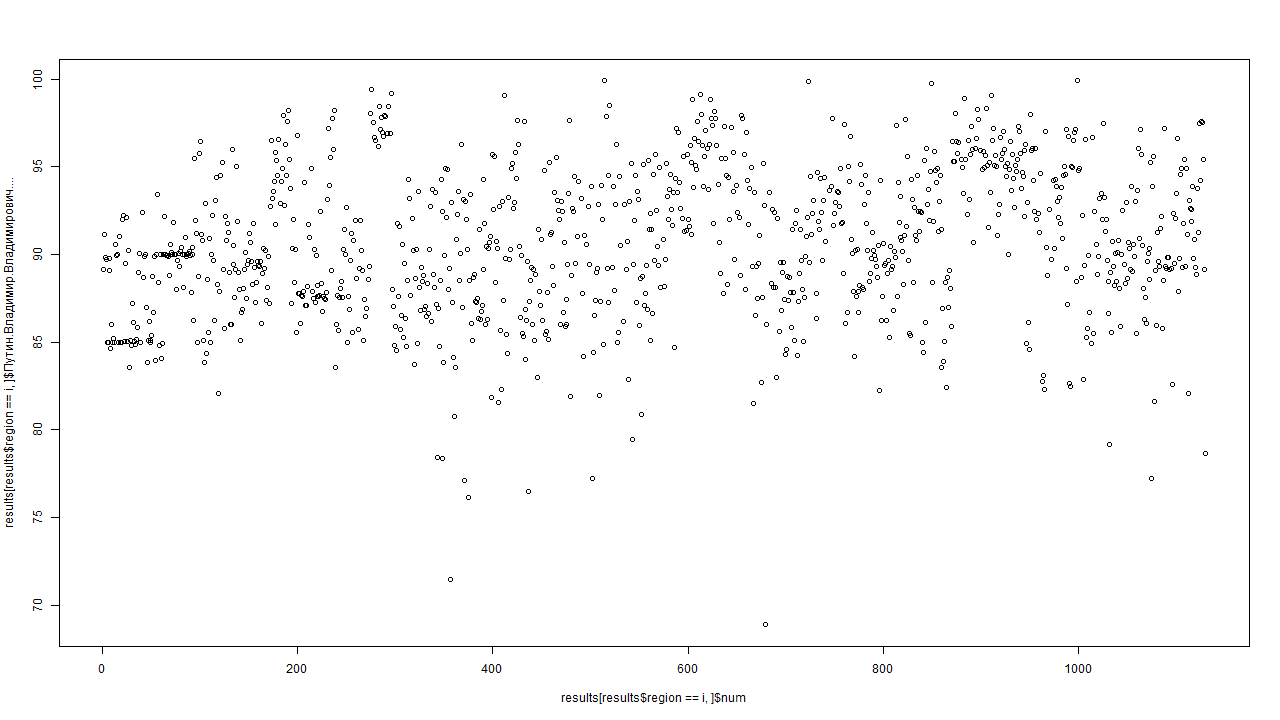 results[results$region == i, ]$Путин.Владимир.Владимирович....
100
95
90
85
80
75
70
0 200 400 600 800 1000
results[results$region == i, ]$num